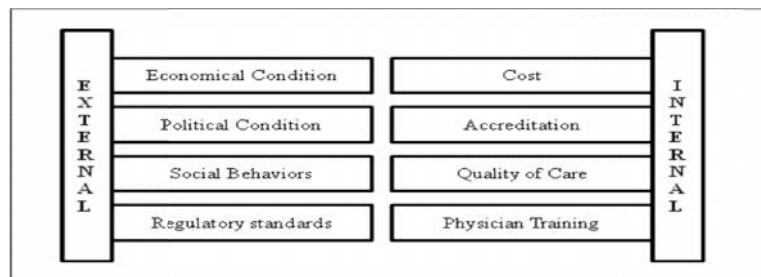 EXTERNAL
Economical Condition
Political Condition
Social Behaviors
Regulatory standards
Cost
Accreditation
Quality of Care
Physician Training
INTERNAL